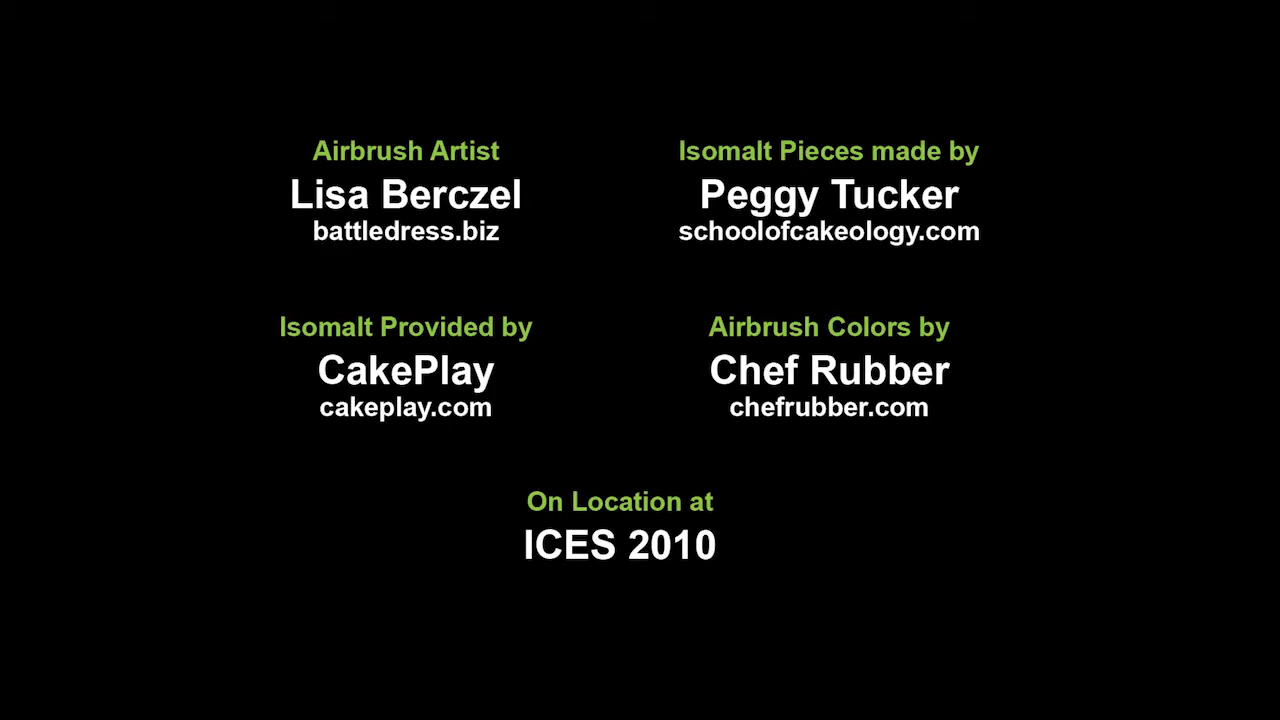 Airbrush Artist
Lisa Berczel
battledress.biz
Isomalt Pieces made by
Peggy Tucker
schoolofcakeology.com
Isomalt Provided by
CakePlay
cakeplay.com
Airbrush Colors by
Chef Rubber
chefrubber.com
On Location at
ICES 2010